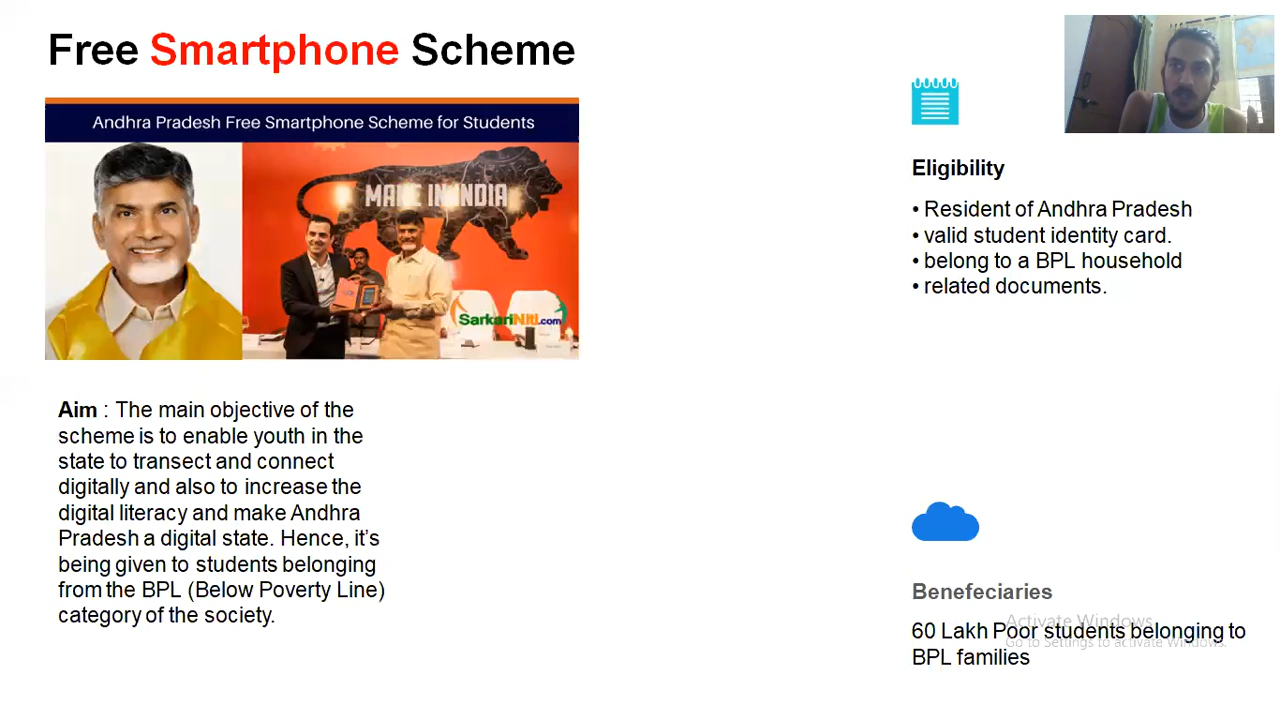 Free Smartphone Scheme
Andhra Pradesh Free Smartphone Scheme for Students
MAKE IN INDIA
SarkariNiti.com
Aim : The main objective of the
scheme is to enable youth in the
state to transect and connect
digitally and also to increase the
digital literacy and make Andhra
Pradesh a digital state. Hence, it’s
being given to students belonging
from the BPL (Below Poverty Line)
category of the society.
Eligibility
• Resident of Andhra Pradesh
• valid student identity card.
• belong to a BPL household
• related documents.
Benefeciaries
60 Lakh Poor students belonging to
BPL families
Activate Windows
Go to Settings to activate Windows.